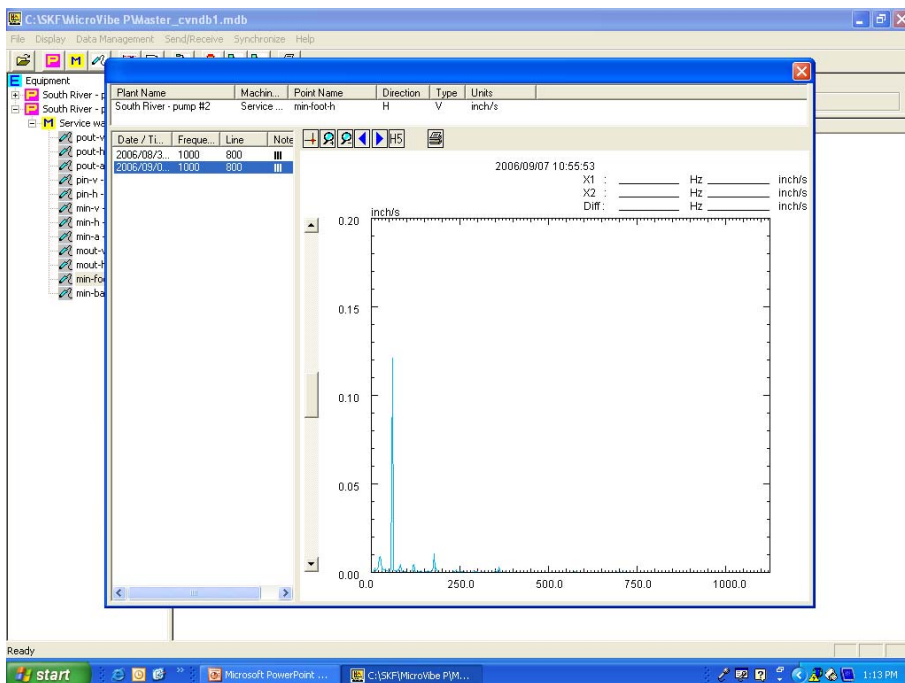 C:\SKF\MicroVibe P\Master_cvndb1.mdb
File Display Data Management Send/Receive Synchronize Help
Equipment
South River - p
South River - p
Service wa
pout-v
pout-h
pout-a
pin-v -
pin-h -
min-v -
min-h -
min-a -
mout-v
mout-h
min-fo
min-ba
Plant Name Machin... Point Name Direction Type Units
South River - pump #2 Service ... min-foot-h H V inch/s
Date / Ti... Freque... Line Note
2006/08/3... 1000 800
2006/09/0... 1000 800
H5
2006/09/07 10:55:53
X1 : Hz inch/s
X2 : Hz inch/s
Diff : Hz inch/s
inch/s
0.20
0.15
0.10
0.05
0.00
0.0 250.0 500.0 750.0 1000.0
Ready
start Microsoft PowerPoint ... C:\SKF\MicroVibe P\M... 1:13 PM